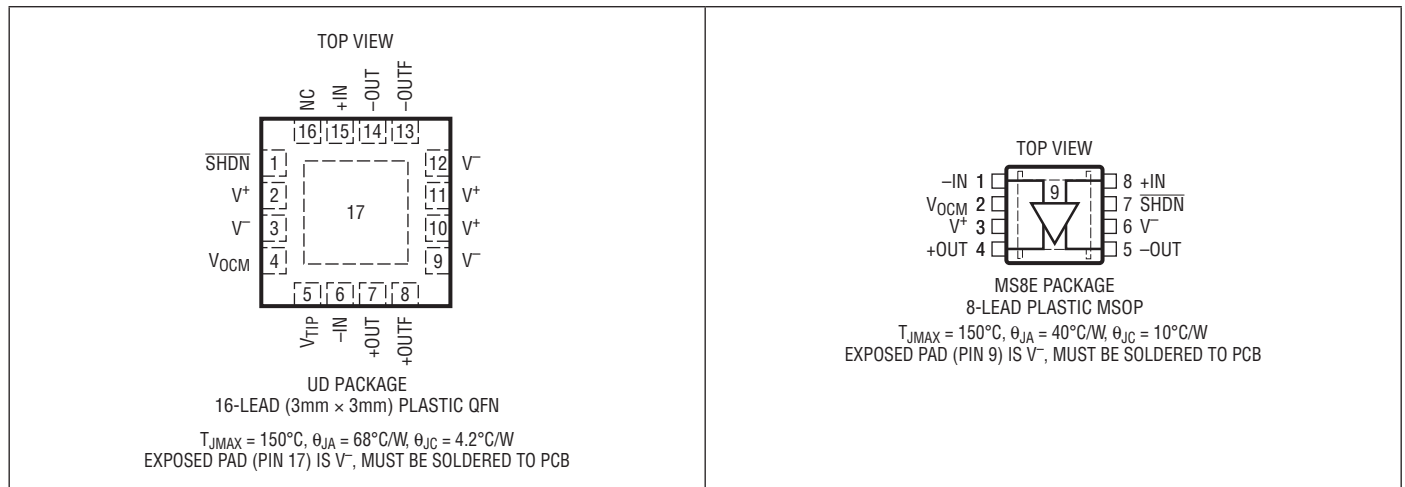 TOP VIEW
NC
+IN
–OUT
–OUTF
16 15 14 13
SHDN 1
V+ 2
V– 3
VOCM 4
17
12 V–
11 V+
10 V+
9 V–
5 6 7 8
VTIP
–IN
+OUT
+OUTF
UD PACKAGE
16-LEAD (3mm × 3mm) PLASTIC QFN
TJMAX = 150°C, θJA = 68°C/W, θJC = 4.2°C/W
EXPOSED PAD (PIN 17) IS V–, MUST BE SOLDERED TO PCB
TOP VIEW
–IN 1
VOCM 2
V+ 3
+OUT 4
9
8 +IN
7 SHDN
6 V–
5 –OUT
MS8E PACKAGE
8-LEAD PLASTIC MSOP
TJMAX = 150°C, θJA = 40°C/W, θJC = 10°C/W
EXPOSED PAD (PIN 9) IS V–, MUST BE SOLDERED TO PCB